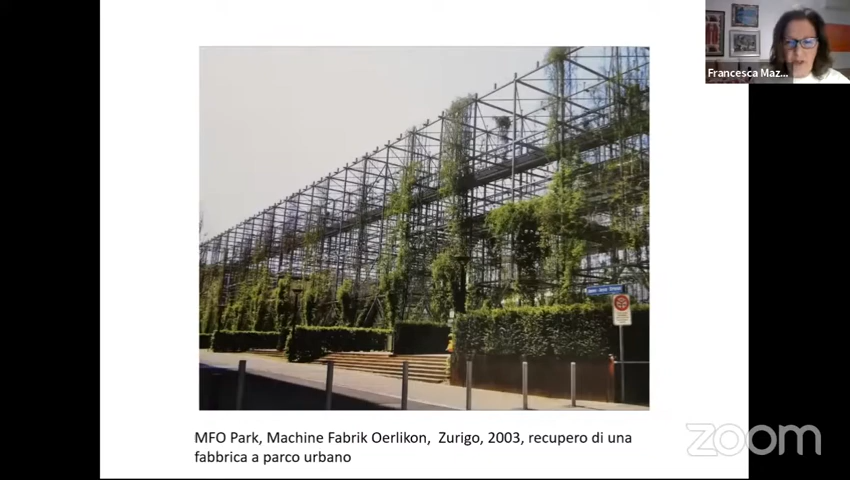 Francesca Maz...
MFO Park, Machine Fabrik Oerlikon, Zurigo, 2003, recupero di una
fabbrica a parco urbano
zoom